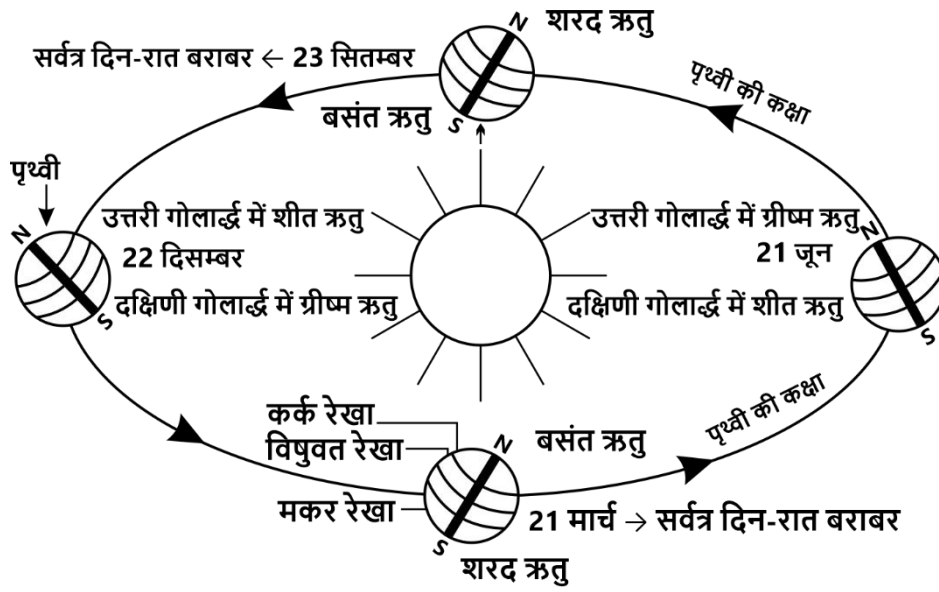 N शरद ऋतु
सर्वत्र दिन-रात बराबर ← 23 सितम्बर
पृथ्वी की कक्षा
बसंत ऋतु S
पृथ्वी
N
उत्तरी गोलार्द्ध में शीत ऋतु
22 दिसम्बर
दक्षिणी गोलार्द्ध में ग्रीष्म ऋतु
S
उत्तरी गोलार्द्ध में ग्रीष्म ऋतु
N
21 जून
दक्षिणी गोलार्द्ध में शीत ऋतु
S
कर्क रेखा
विषुवत रेखा
मकर रेखा
N बसंत ऋतु
पृथ्वी की कक्षा
21 मार्च → सर्वत्र दिन-रात बराबर
S
शरद ऋतु